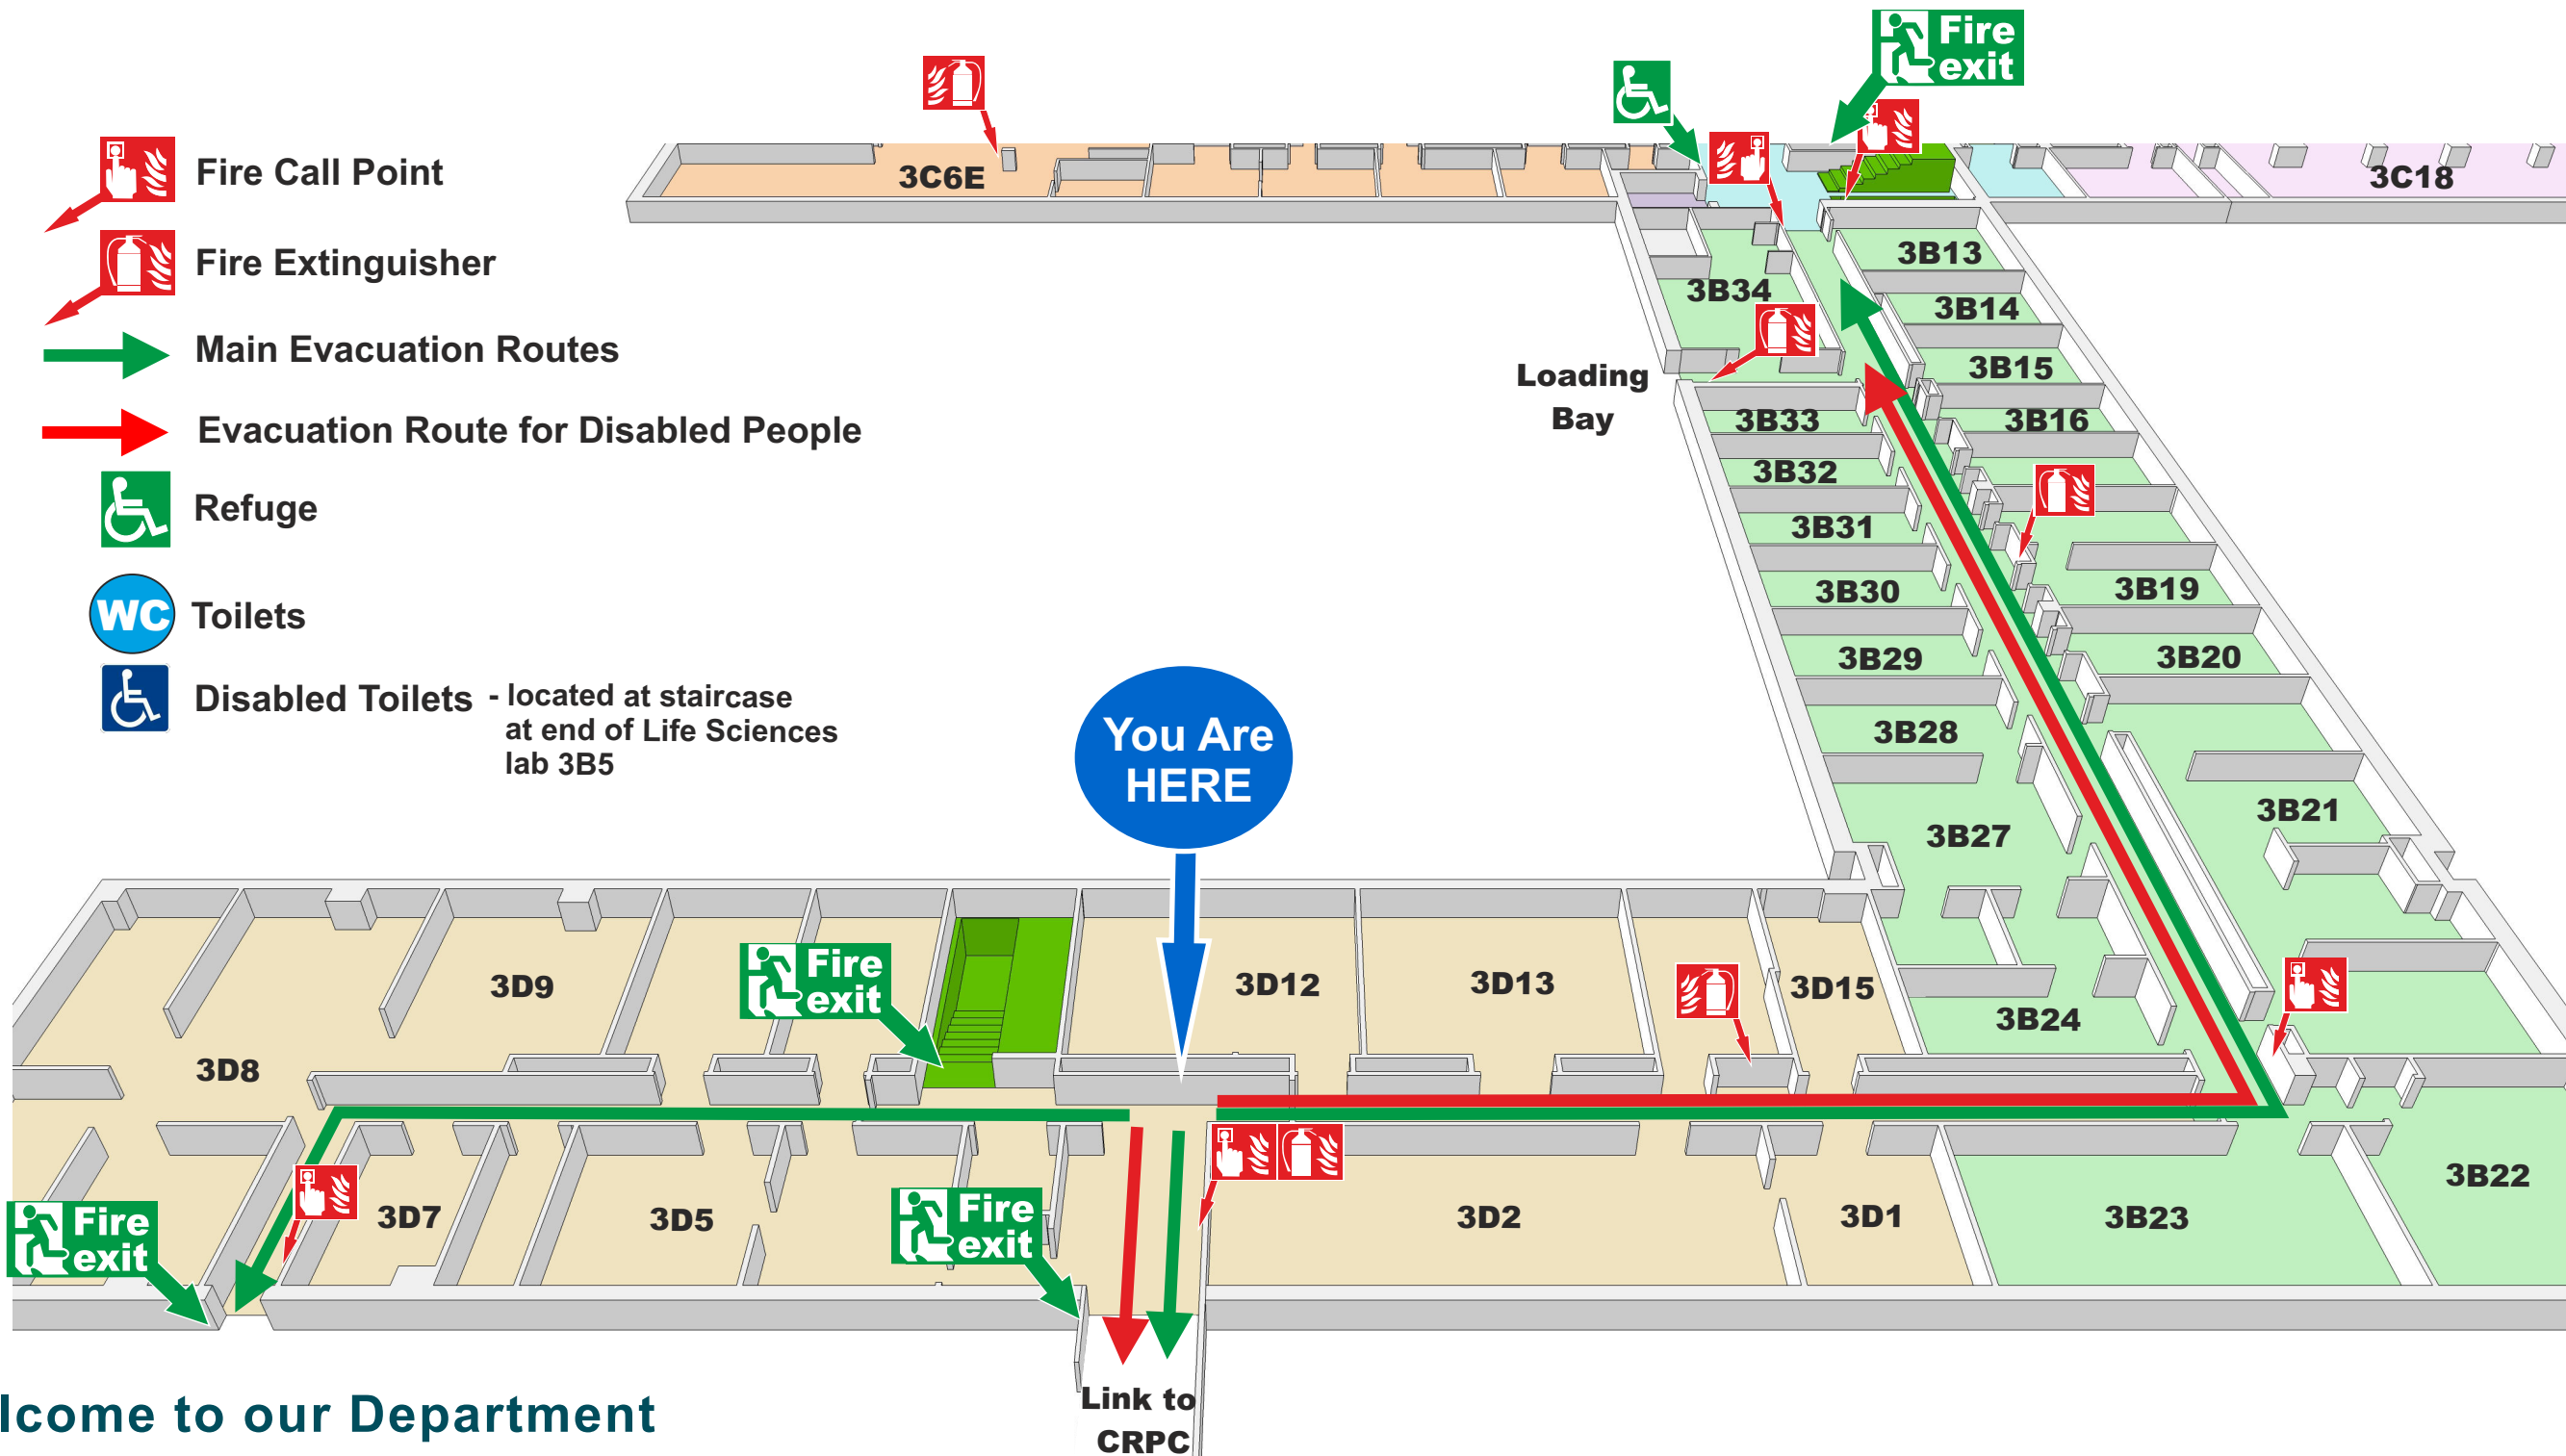 Fire
exit
Fire Call Point
3C6E
3C18
Fire Extinguisher
3B13
3B34
3B14
Main Evacuation Routes
Loading
Bay
3B15
3B33
3B16
Evacuation Route for Disabled People
3B32
Refuge
3B31
3B30
3B19
WC
Toilets
3B29
3B20
Disabled Toilets - located at staircase
at end of Life Sciences
lab 3B5
You Are
HERE
3B28
3B21
3B27
Fire
exit
3D9
3D12
3D13
3D15
3B24
3D8
Fire
exit
3D7
3D5
Fire
exit
3D2
3D1
3B23
3B22
Link to
CRPC
lcome to our Department